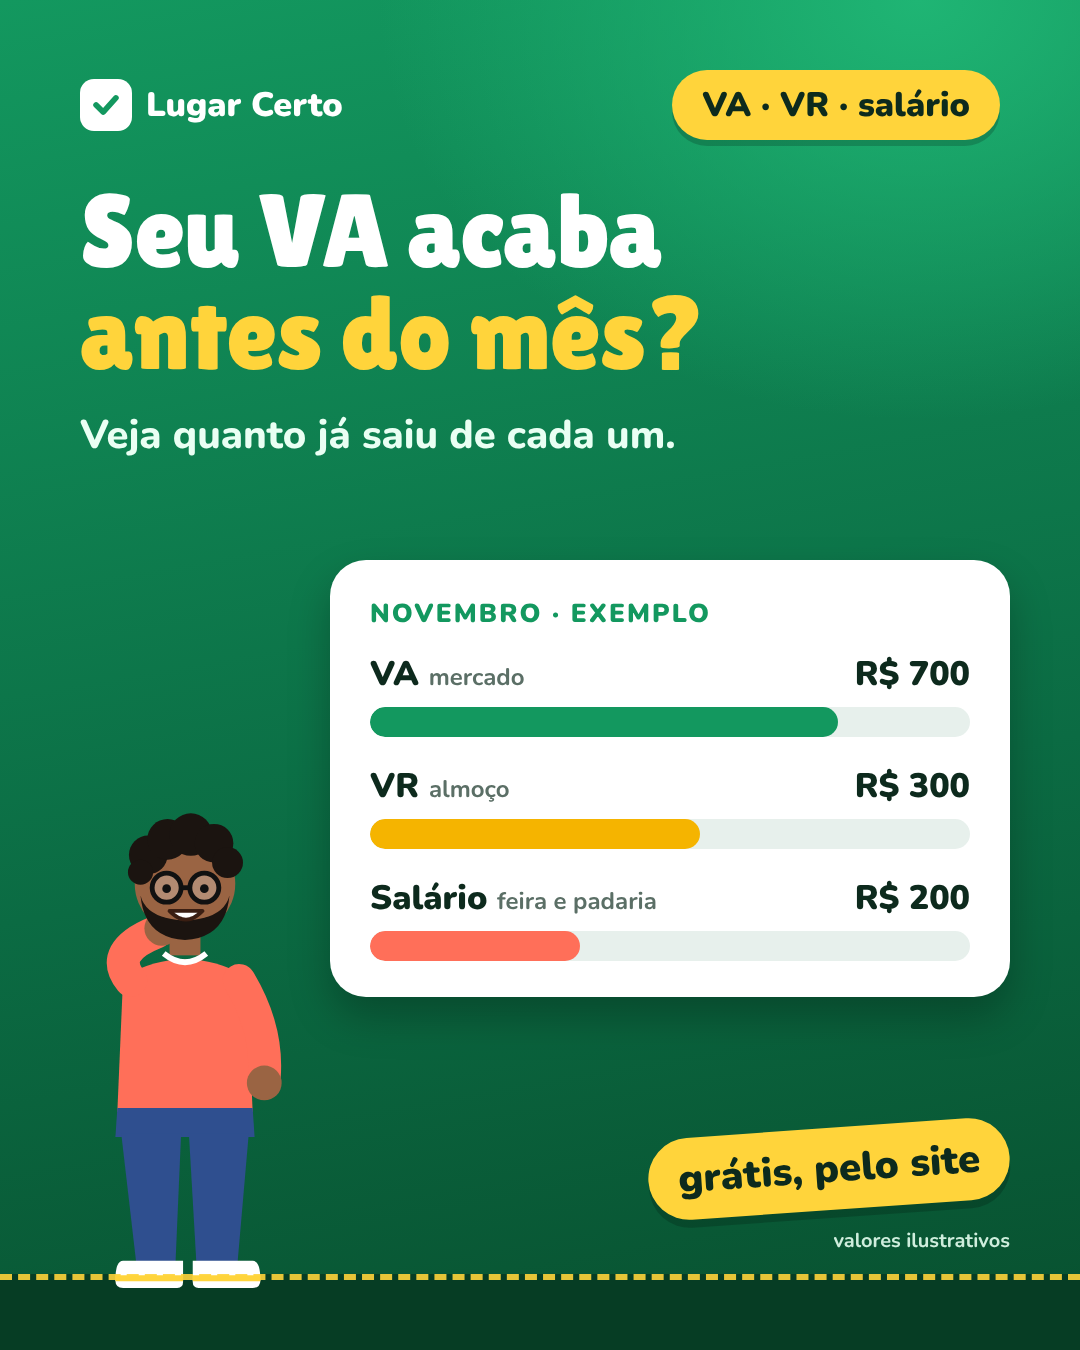 Lugar Certo
VA · VR · salário
Seu VA acaba
antes do mês?
Veja quanto já saiu de cada um.
NOVEMBRO · EXEMPLO
VA mercado R$ 700
VR almoço R$ 300
Salário feira e padaria R$ 200
grátis, pelo site
valores ilustrativos